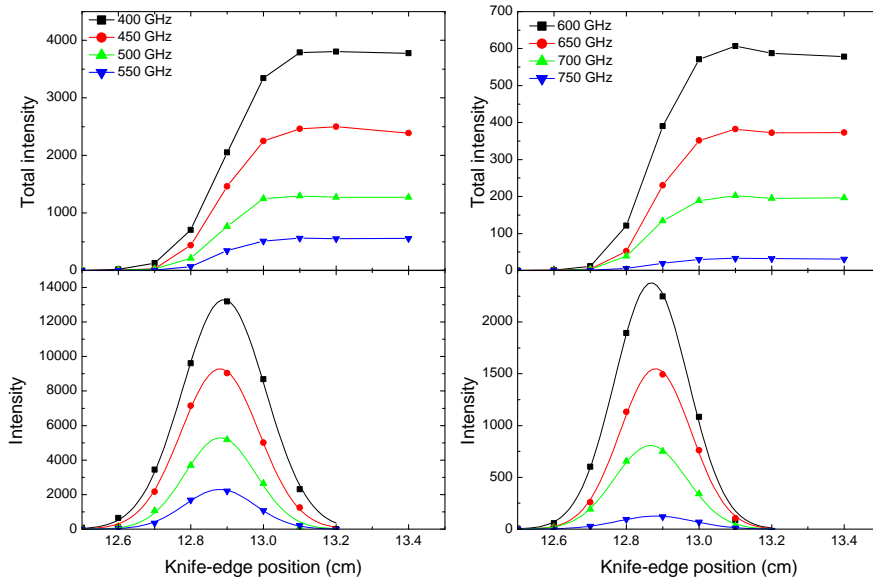 400 GHz
450 GHz
500 GHz
550 GHz
4000
3000
2000
1000
0
Total intensity
600 GHz
650 GHz
700 GHz
750 GHz
700
600
500
400
300
200
100
0
Total intensity
14000
12000
10000
8000
6000
4000
2000
0
Intensity
12.6 12.8 13.0 13.2 13.4
Knife-edge position (cm)
2000
1500
1000
500
0
Intensity
12.6 12.8 13.0 13.2 13.4
Knife-edge position (cm)